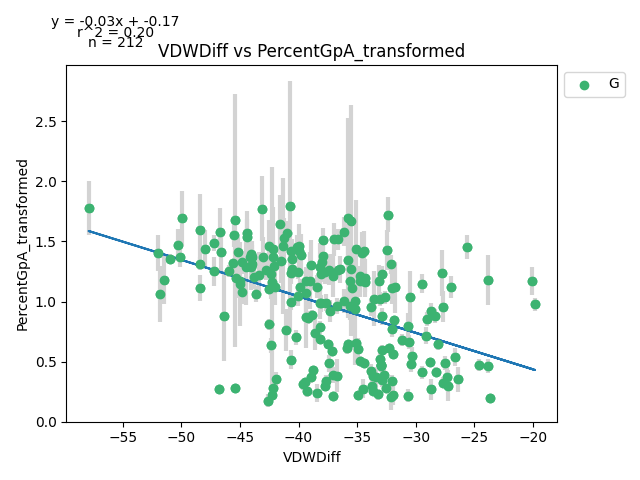 y = -0.03x + -0.17
r^2 = 0.20
n = 212
VDWDiff vs PercentGpA_transformed
G
PercentGpA_transformed
2.5
2.0
1.5
1.0
0.5
0.0
−55 −50 −45 −40 −35 −30 −25 −20
VDWDiff